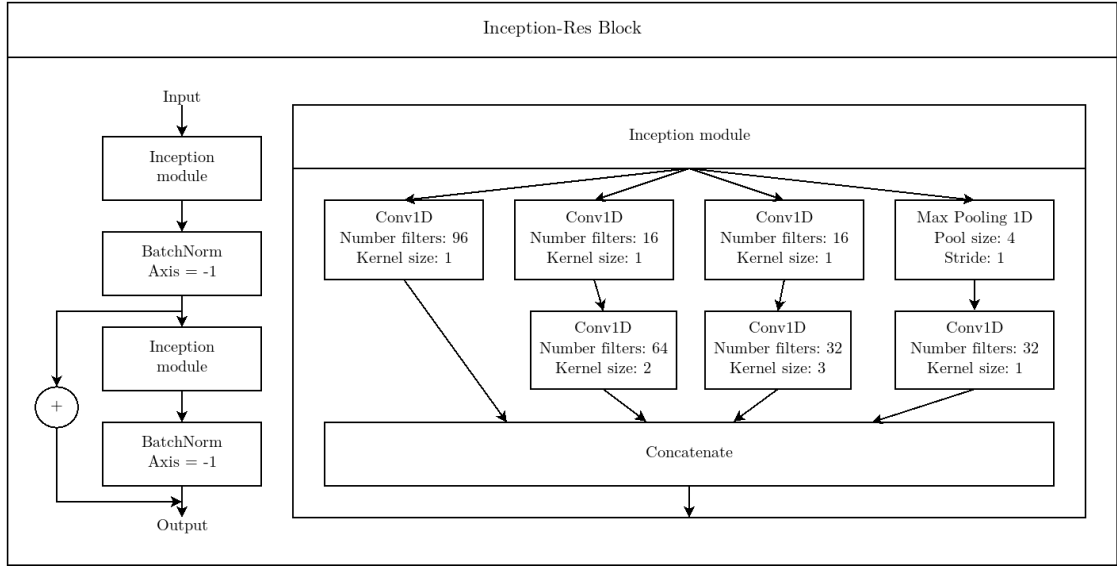 Inception-Res Block
Input
Inception
module
BatchNorm
Axis = -1
Inception
module
+
BatchNorm
Axis = -1
Output
Inception module
Conv1D
Number filters: 96
Kernel size: 1
Conv1D
Number filters: 16
Kernel size: 1
Conv1D
Number filters: 16
Kernel size: 1
Max Pooling 1D
Pool size: 4
Stride: 1
Conv1D
Number filters: 64
Kernel size: 2
Conv1D
Number filters: 32
Kernel size: 3
Conv1D
Number filters: 32
Kernel size: 1
Concatenate